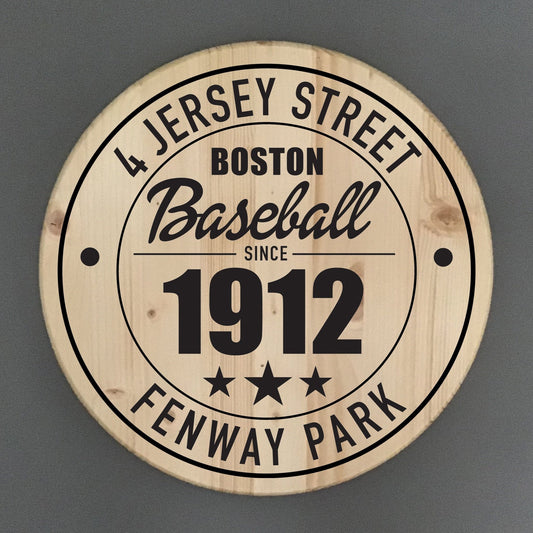 4 JERSEY STREET
BOSTON
Baseball
SINCE
1912
FENWAY PARK